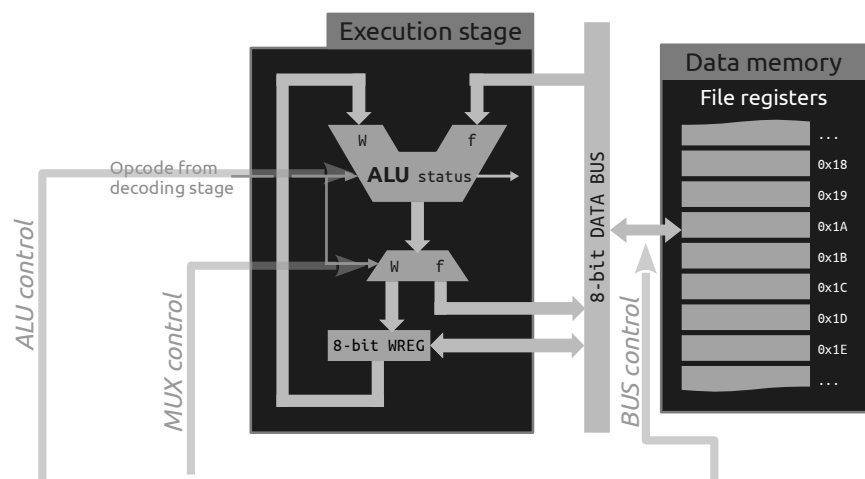 Execution stage
Data memory
File registers
W
f
...
ALU status
Opcode from
decoding stage
0x18
0x19
0x1A
0x1B
0x1C
0x1D
0x1E
...
W
f
8-bit WREG
8-bit DATA BUS
ALU control
MUX control
BUS control